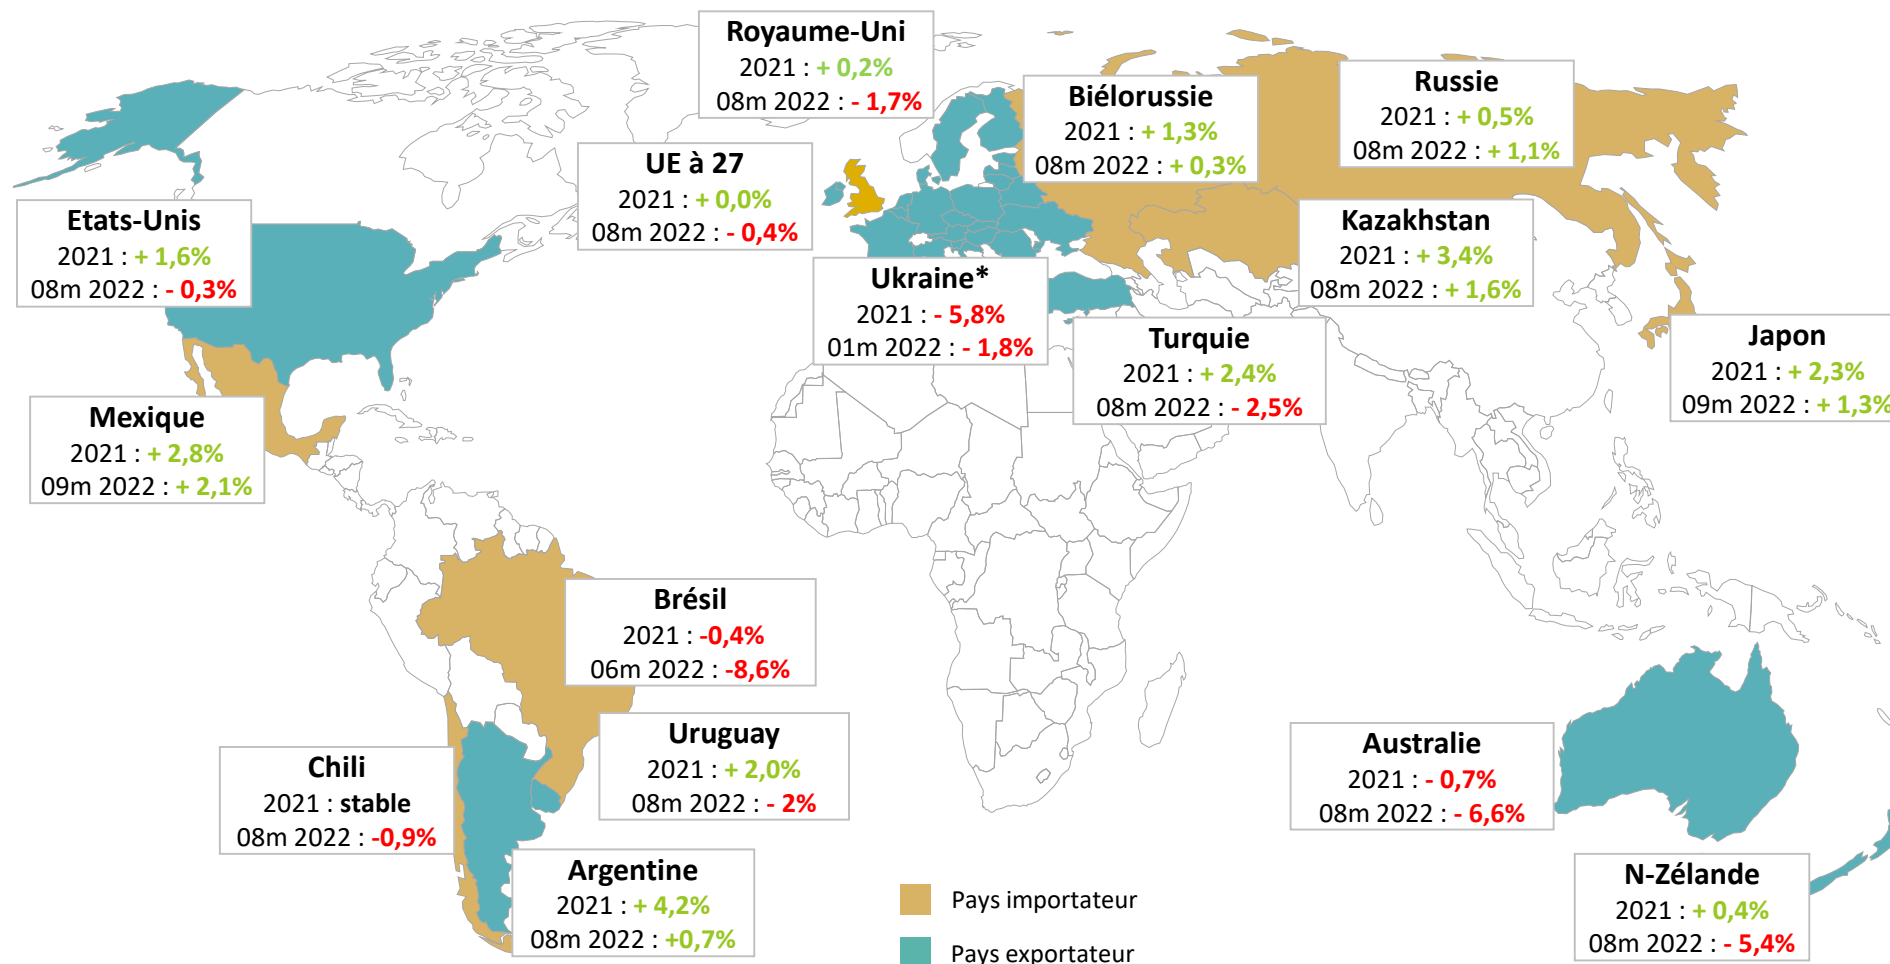 Royaume-Uni
2021 : + 0,2%
08m 2022 : - 1,7%
Biélorussie
2021 : + 1,3%
08m 2022 : + 0,3%
Russie
2021 : + 0,5%
08m 2022 : + 1,1%
UE à 27
2021 : + 0,0%
08m 2022 : - 0,4%
Etats-Unis
2021 : + 1,6%
08m 2022 : - 0,3%
Kazakhstan
2021 : + 3,4%
08m 2022 : + 1,6%
Ukraine*
2021 : - 5,8%
01m 2022 : - 1,8%
Turquie
2021 : + 2,4%
08m 2022 : - 2,5%
Japon
2021 : + 2,3%
09m 2022 : + 1,3%
Mexique
2021 : + 2,8%
09m 2022 : + 2,1%
Brésil
2021 : -0,4%
06m 2022 : -8,6%
Uruguay
2021 : + 2,0%
08m 2022 : - 2%
Chili
2021 : stable
08m 2022 : -0,9%
Australie
2021 : - 0,7%
08m 2022 : - 6,6%
Argentine
2021 : + 4,2%
08m 2022 : +0,7%
N-Zélande
2021 : + 0,4%
08m 2022 : - 5,4%
Pays importateur
Pays exportateur